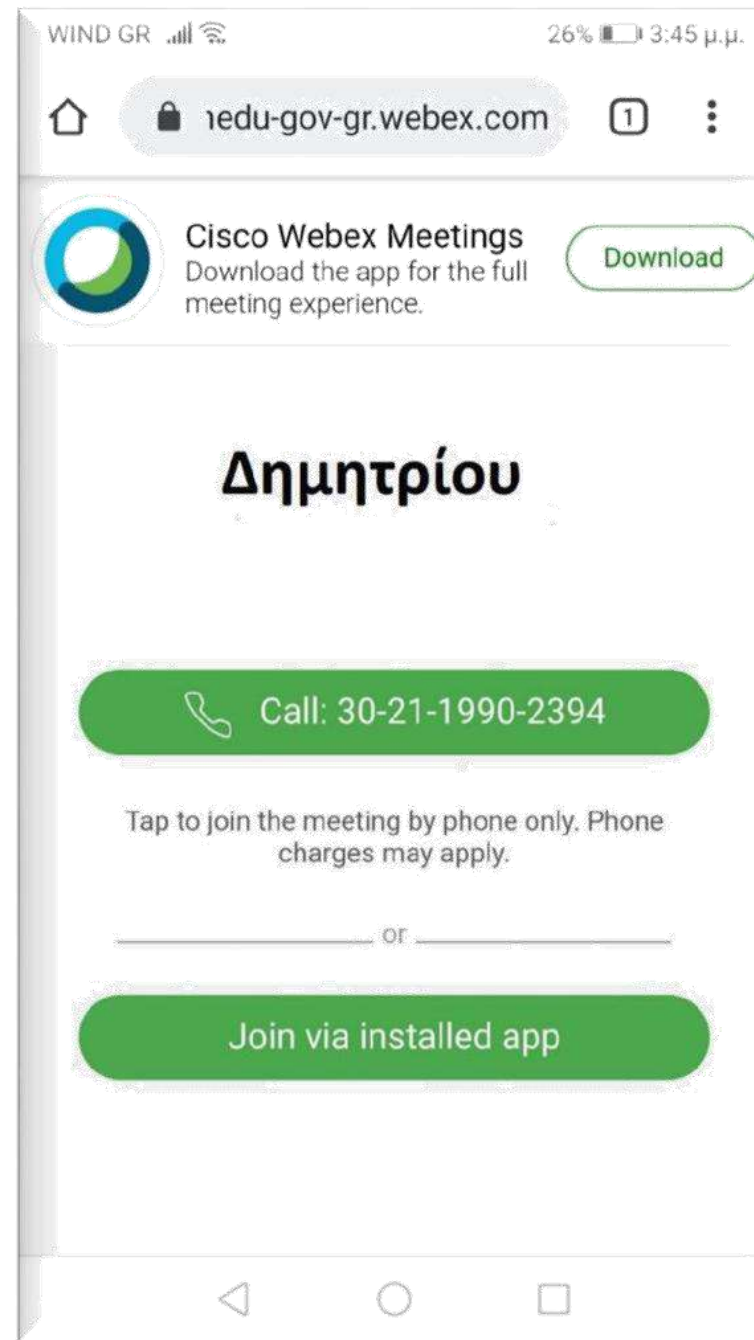 WIND GR
26% 3:45 μ.μ.
nedu-gov-gr.webex.com
1
Cisco Webex Meetings
Download the app for the full
meeting experience.
Download
Δημητρίου
Call: 30-21-1990-2394
Tap to join the meeting by phone only. Phone
charges may apply.
or
Join via installed app